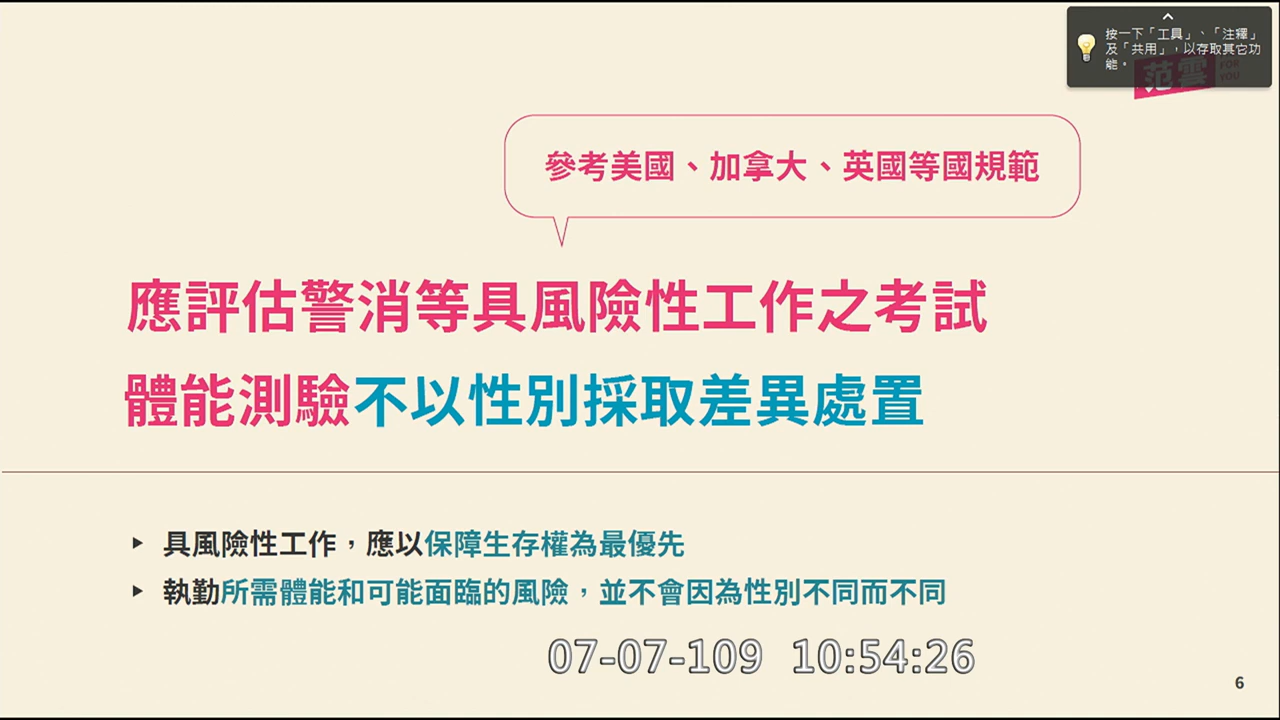 按一下「工具」、「注釋」
及「共用」，以存取其它功
能。
范雲 FOR YOU
參考美國、加拿大、英國等國規範
應評估警消等具風險性工作之考試
體能測驗不以性別採取差異處置
▸ 具風險性工作，應以保障生存權為最優先
▸ 執勤所需體能和可能面臨的風險，並不會因為性別不同而不同
07-07-109 10:54:26
6